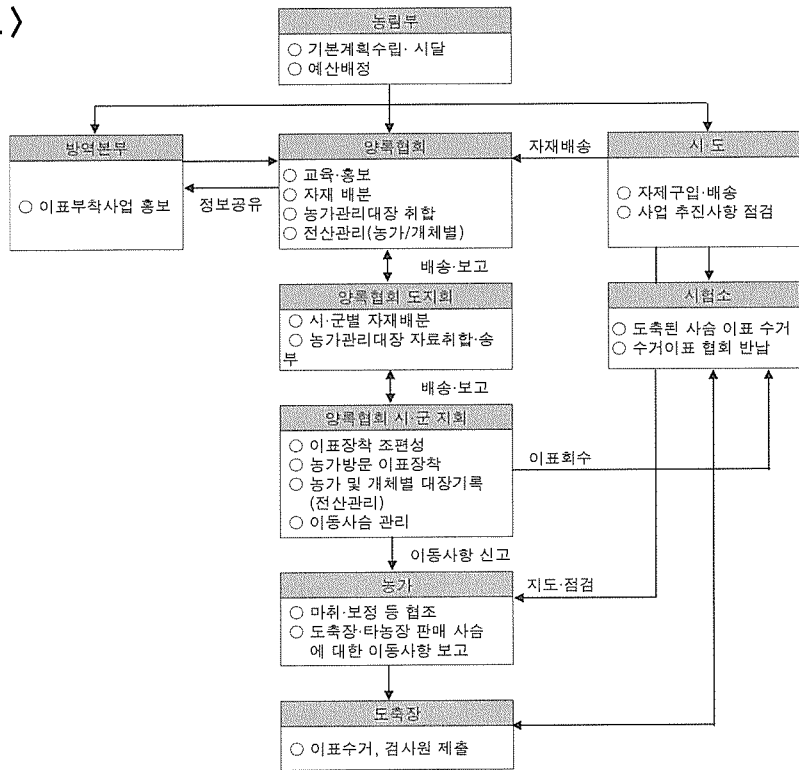 〉
농림부
○ 기본계획수립· 시달
○ 예산배정
방역본부
○ 이표부착사업 홍보
정보공유
양록협회
○ 교육·홍보
○ 자재 배분
○ 농가관리대장 취합
○ 전산관리(농가/개체별)
자재배송
시 도
○ 자제구입·배송
○ 사업 추진사항 점검
배송·보고
양록협회 도지회
○ 시·군별 자재배분
○ 농가관리대장 자료취합·송
부
시험소
○ 도축된 사슴 이표 수거
○ 수거이표 협회 반납
배송·보고
양록협회 시·군 지회
○ 이표장착 조편성
○ 농가방문 이표장착
○ 농가 및 개체별 대장기록
(전산관리)
○ 이동사슴 관리
이표회수
이동사항 신고
농가
○ 마취·보정 등 협조
○ 도축장·타농장 판매 사슴
에 대한 이동사항 보고
지도·점검
도축장
○ 이표수거, 검사원 제출